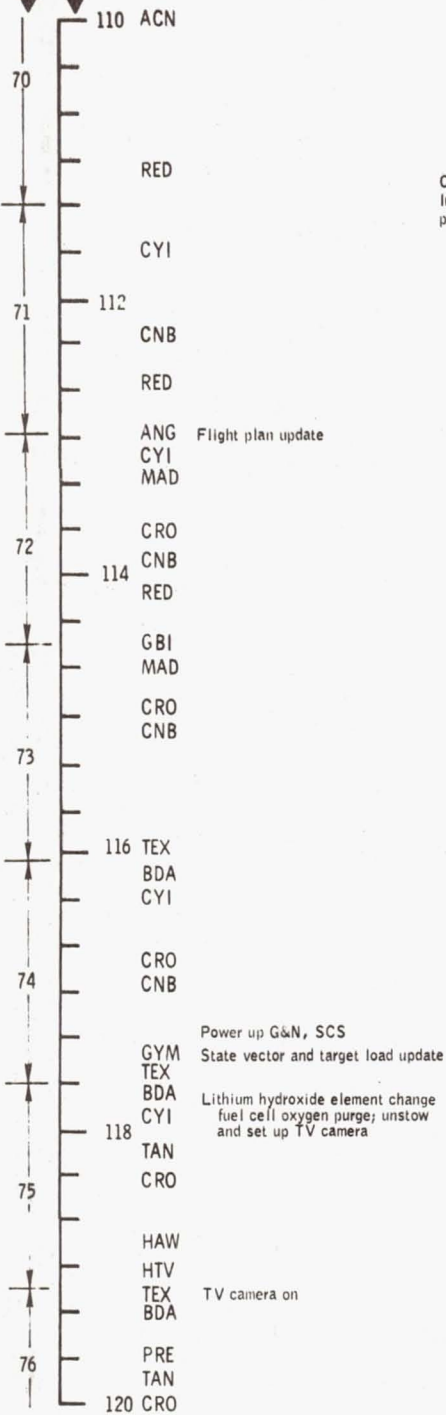 110 ACN
70
RED
71
CYI
112
CNB
RED
ANG Flight plan update
CYI
MAD
72
CRO
CNB
114
RED
GBI
MAD
CRO
CNB
73
116 TEX
BDA
CYI
CRO
74
CNB
Power up G&N, SCS
GYM State vector and target load update
TEX
BDA Lithium hydroxide element change
CYI fuel cell oxygen purge; unstow
118 and set up TV camera
TAN
CRO
75
HAW
HTV
TEX TV camera on
BDA
PRE
76
TAN
120 CRO